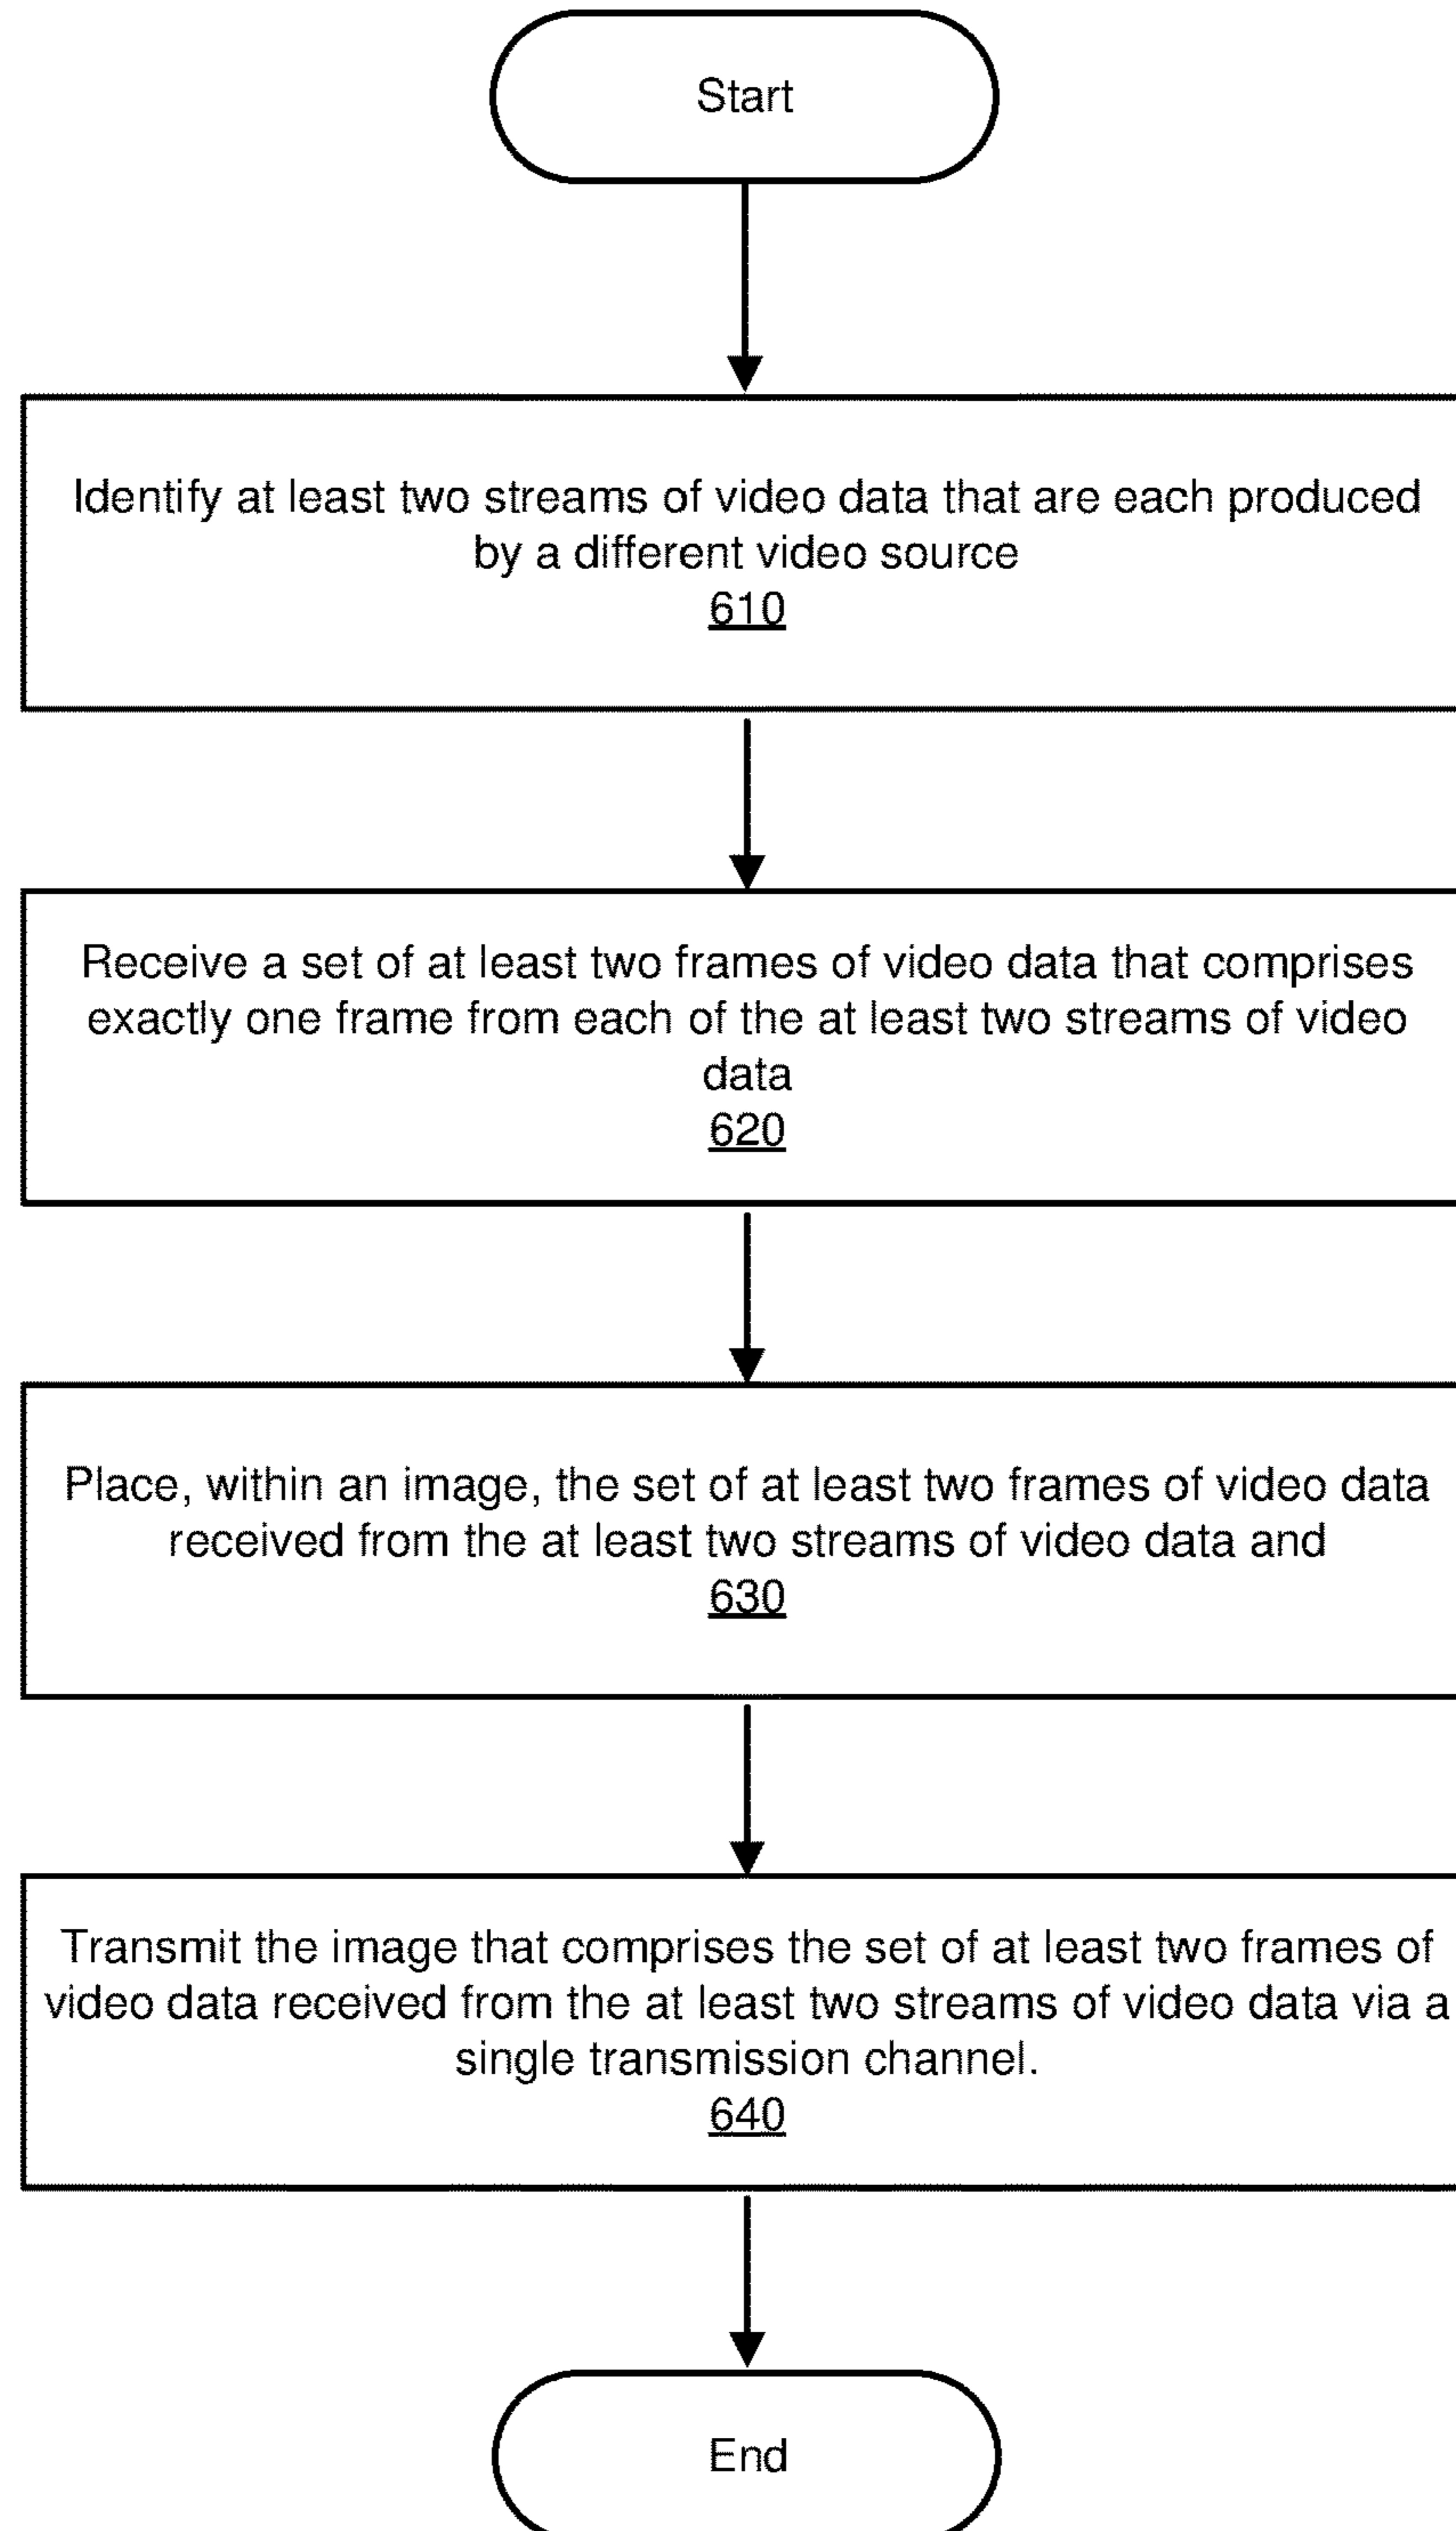 Start
Identify at least two streams of video data that are each produced
by a different video source
610
Receive a set of at least two frames of video data that comprises
exactly one frame from each of the at least two streams of video
data
620
Place, within an image, the set of at least two frames of video data
received from the at least two streams of video data and
630
Transmit the image that comprises the set of at least two frames of
video data received from the at least two streams of video data via a
single transmission channel.
640
End